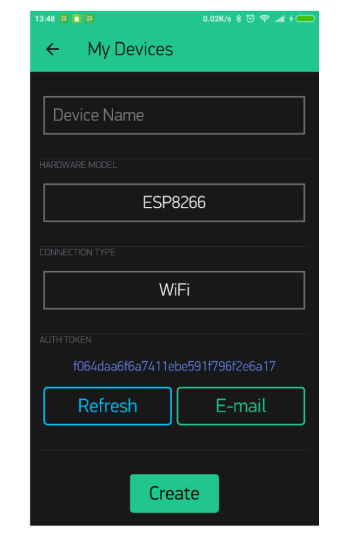 13:48 0.02K/s
My Devices
Device Name
HARDWARE MODEL
ESP8266
CONNECTION TYPE
WiFi
AUTH TOKEN
f064daa6f6a7411ebe591f796f2e6a17
Refresh E-mail
Create